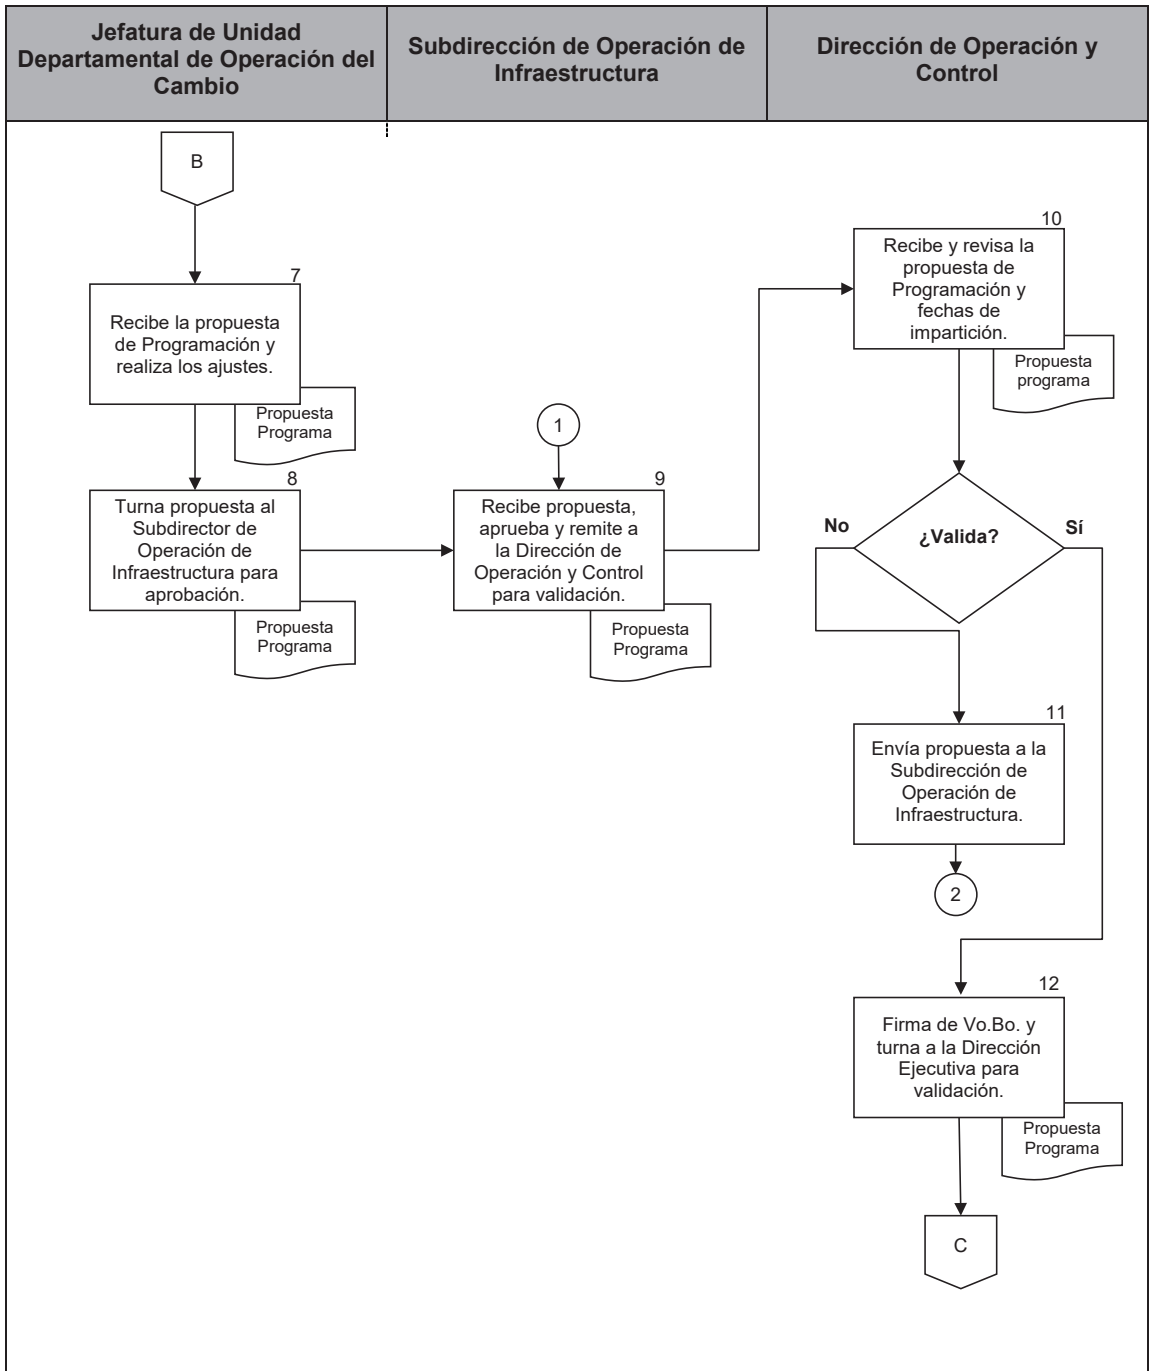 Jefatura de Unidad
Departamental de Operación del
Cambio
Subdirección de Operación de
Infraestructura
Dirección de Operación y
Control
B
7
Recibe la propuesta
de Programación y
realiza los ajustes.
Propuesta
Programa
8
Turna propuesta al
Subdirector de
Operación de
Infraestructura para
aprobación.
Propuesta
Programa
1
9
Recibe propuesta,
aprueba y remite a
la Dirección de
Operación y Control
para validación.
Propuesta
Programa
10
Recibe y revisa la
propuesta de
Programación y
fechas de
impartición.
Propuesta
programa
No
¿Valida?
Sí
11
Envía propuesta a la
Subdirección de
Operación de
Infraestructura.
2
12
Firma de Vo.Bo. y
turna a la Dirección
Ejecutiva para
validación.
Propuesta
Programa
C